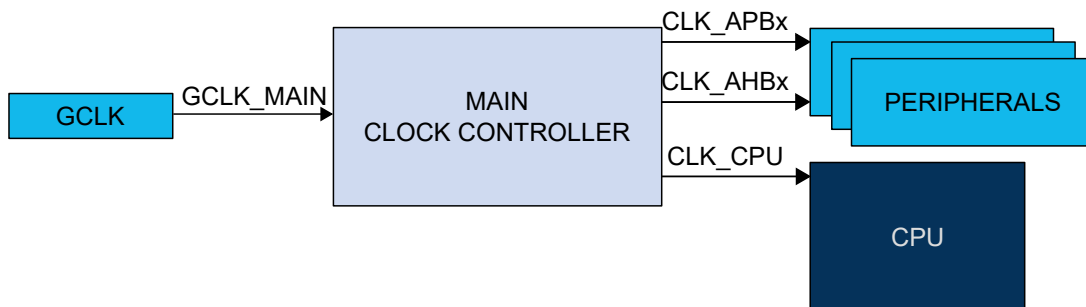 GCLK
GCLK_MAIN
MAIN
CLOCK CONTROLLER
CLK_APBx
CLK_AHBx
CLK_CPU
PERIPHERALS
CPU